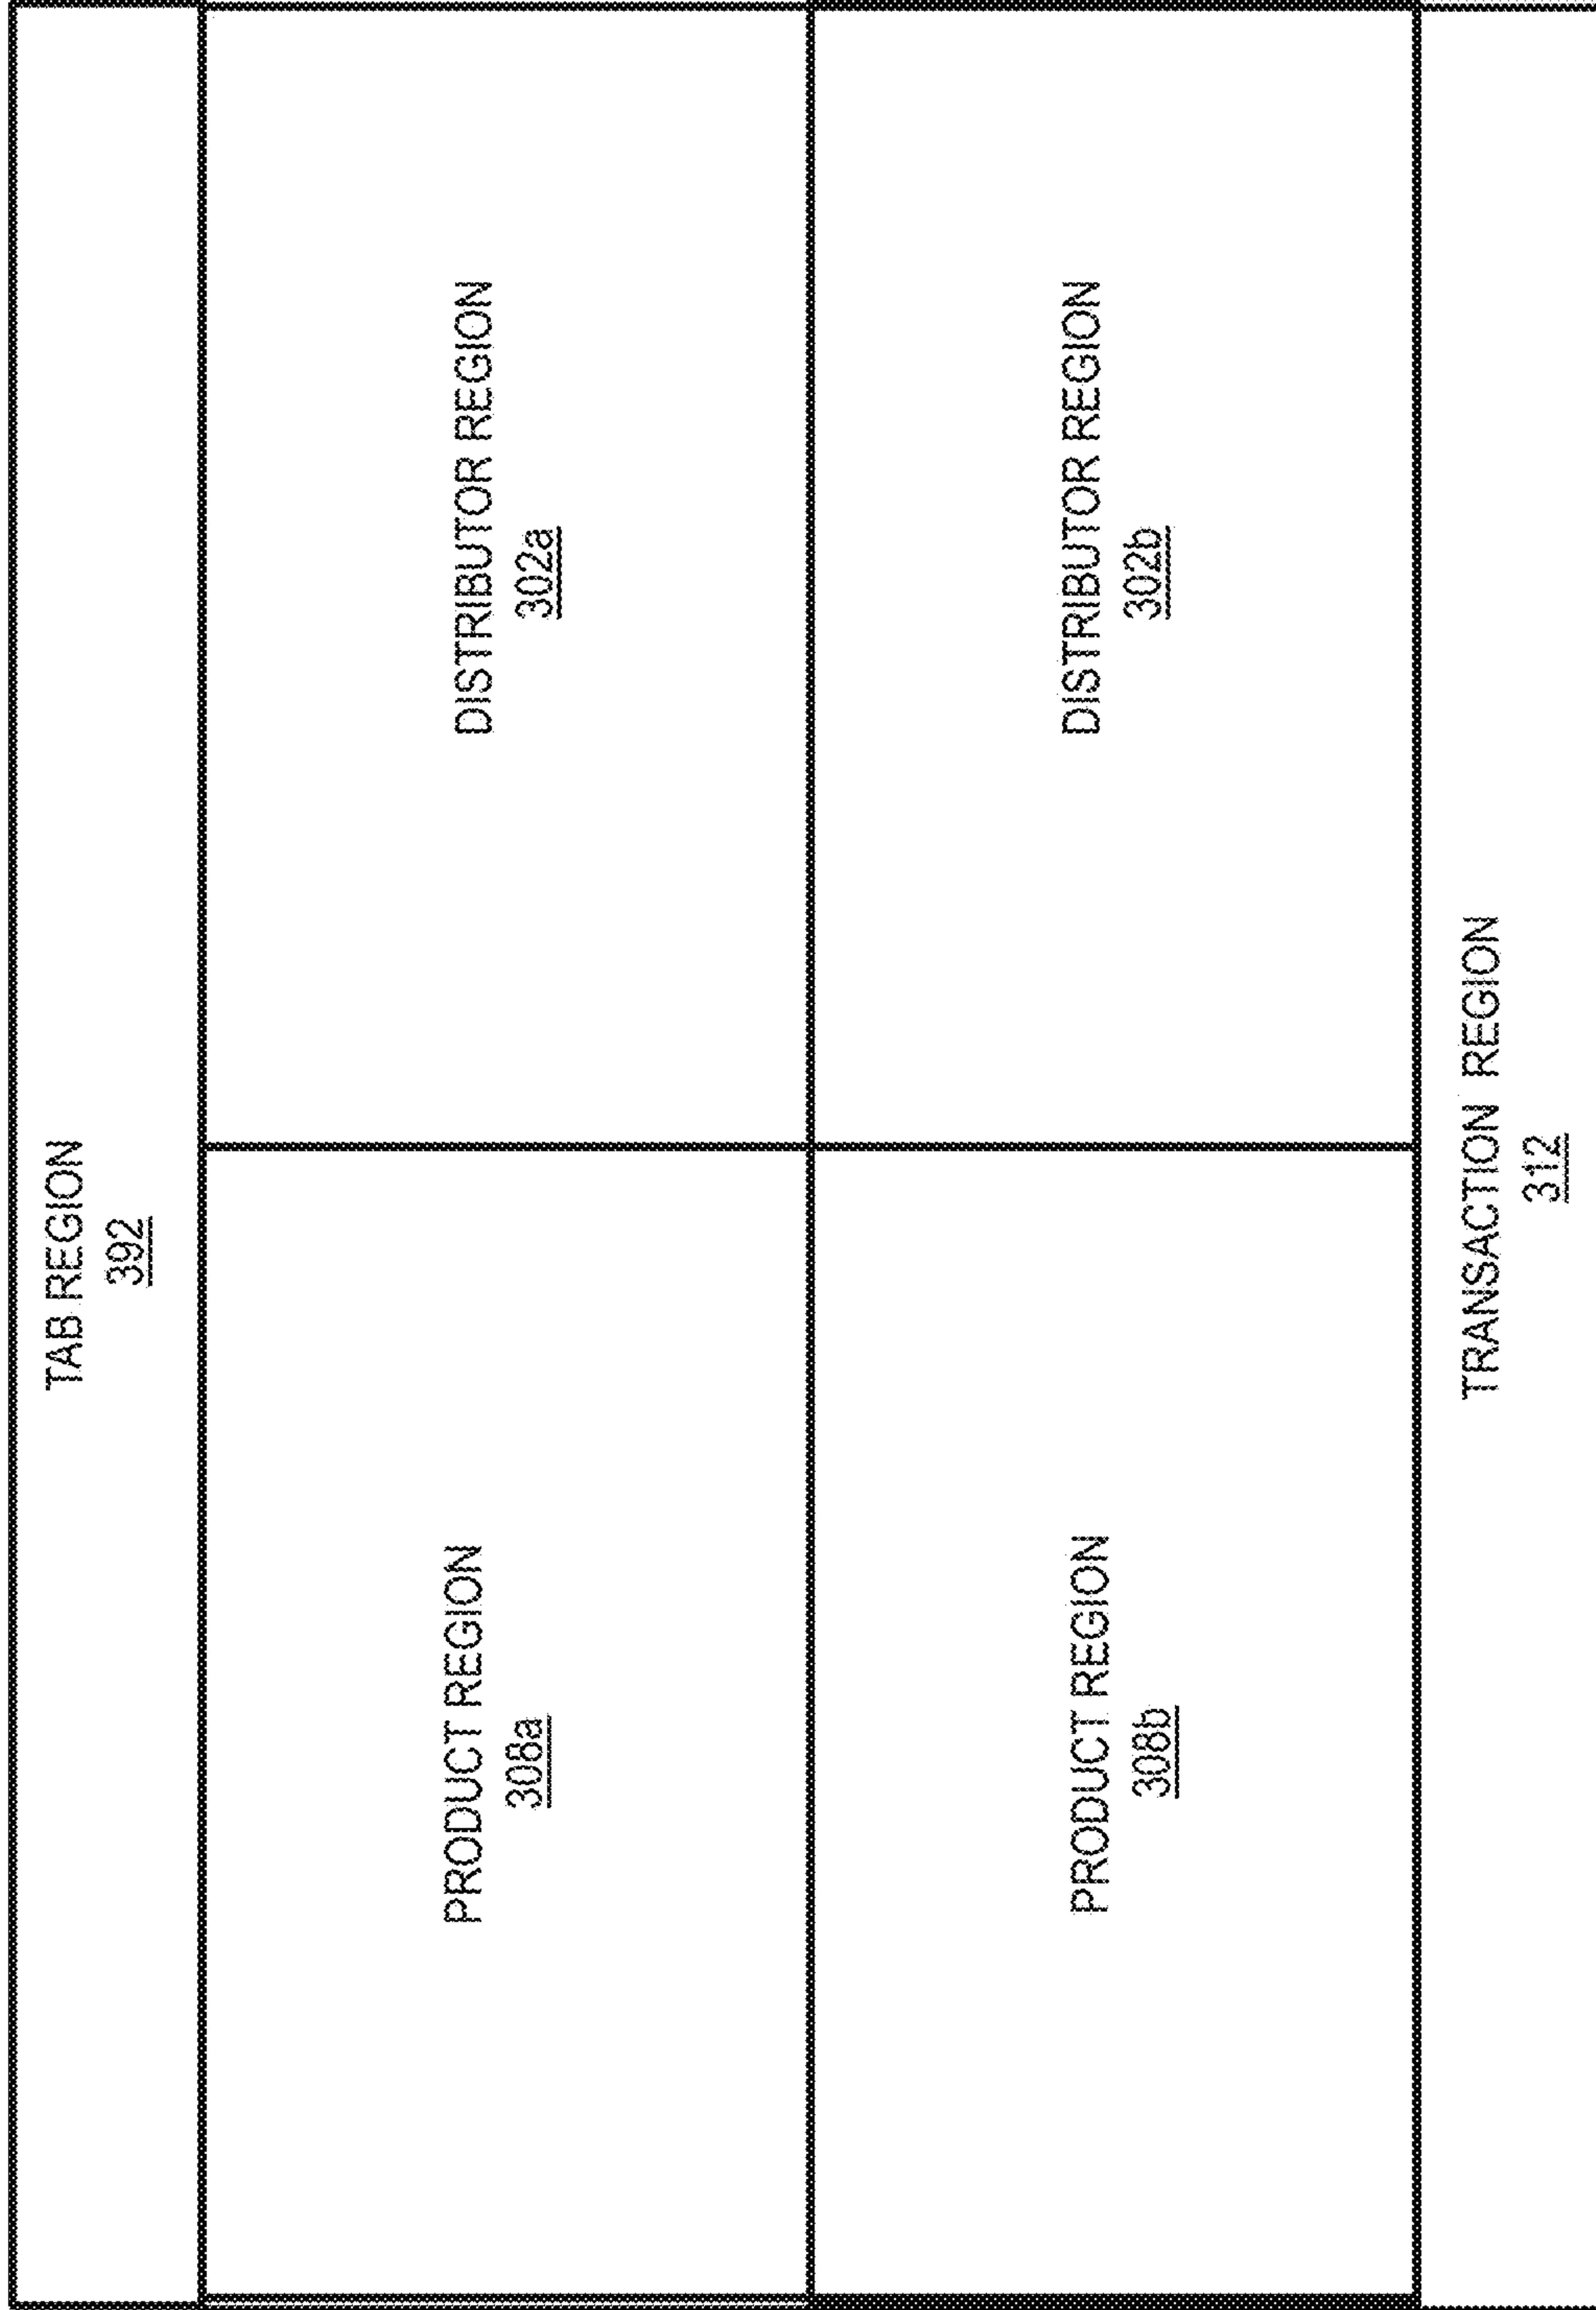 TAB REGION
392
PRODUCT REGION
308a
DISTRIBUTOR REGION
302a
PRODUCT REGION
308b
DISTRIBUTOR REGION
302b
TRANSACTION REGION
312